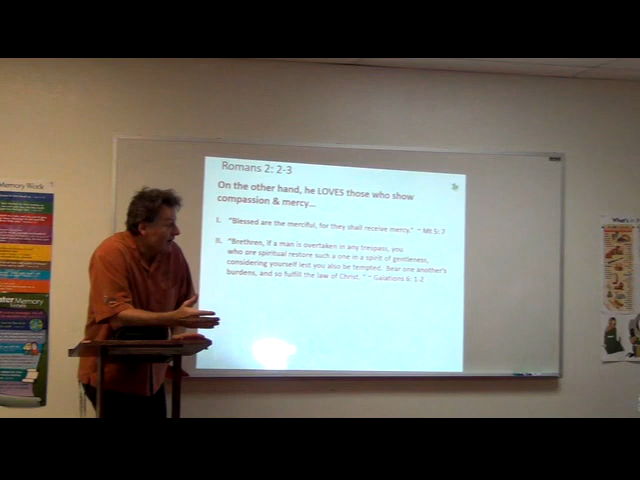 Memory Work
Romans 2: 2-3
On the other hand, he LOVES those who show
compassion & mercy...
I. "Blessed are the merciful, for they shall receive mercy." ~ Mt 5: 7
II. "Brethren, if a man is overtaken in any trespass, you
who are spiritual restore such a one in a spirit of gentleness,
considering yourself lest you also be tempted. Bear one another's
burdens, and so fulfill the law of Christ. " ~ Galatians 6: 1-2
What's
Memory